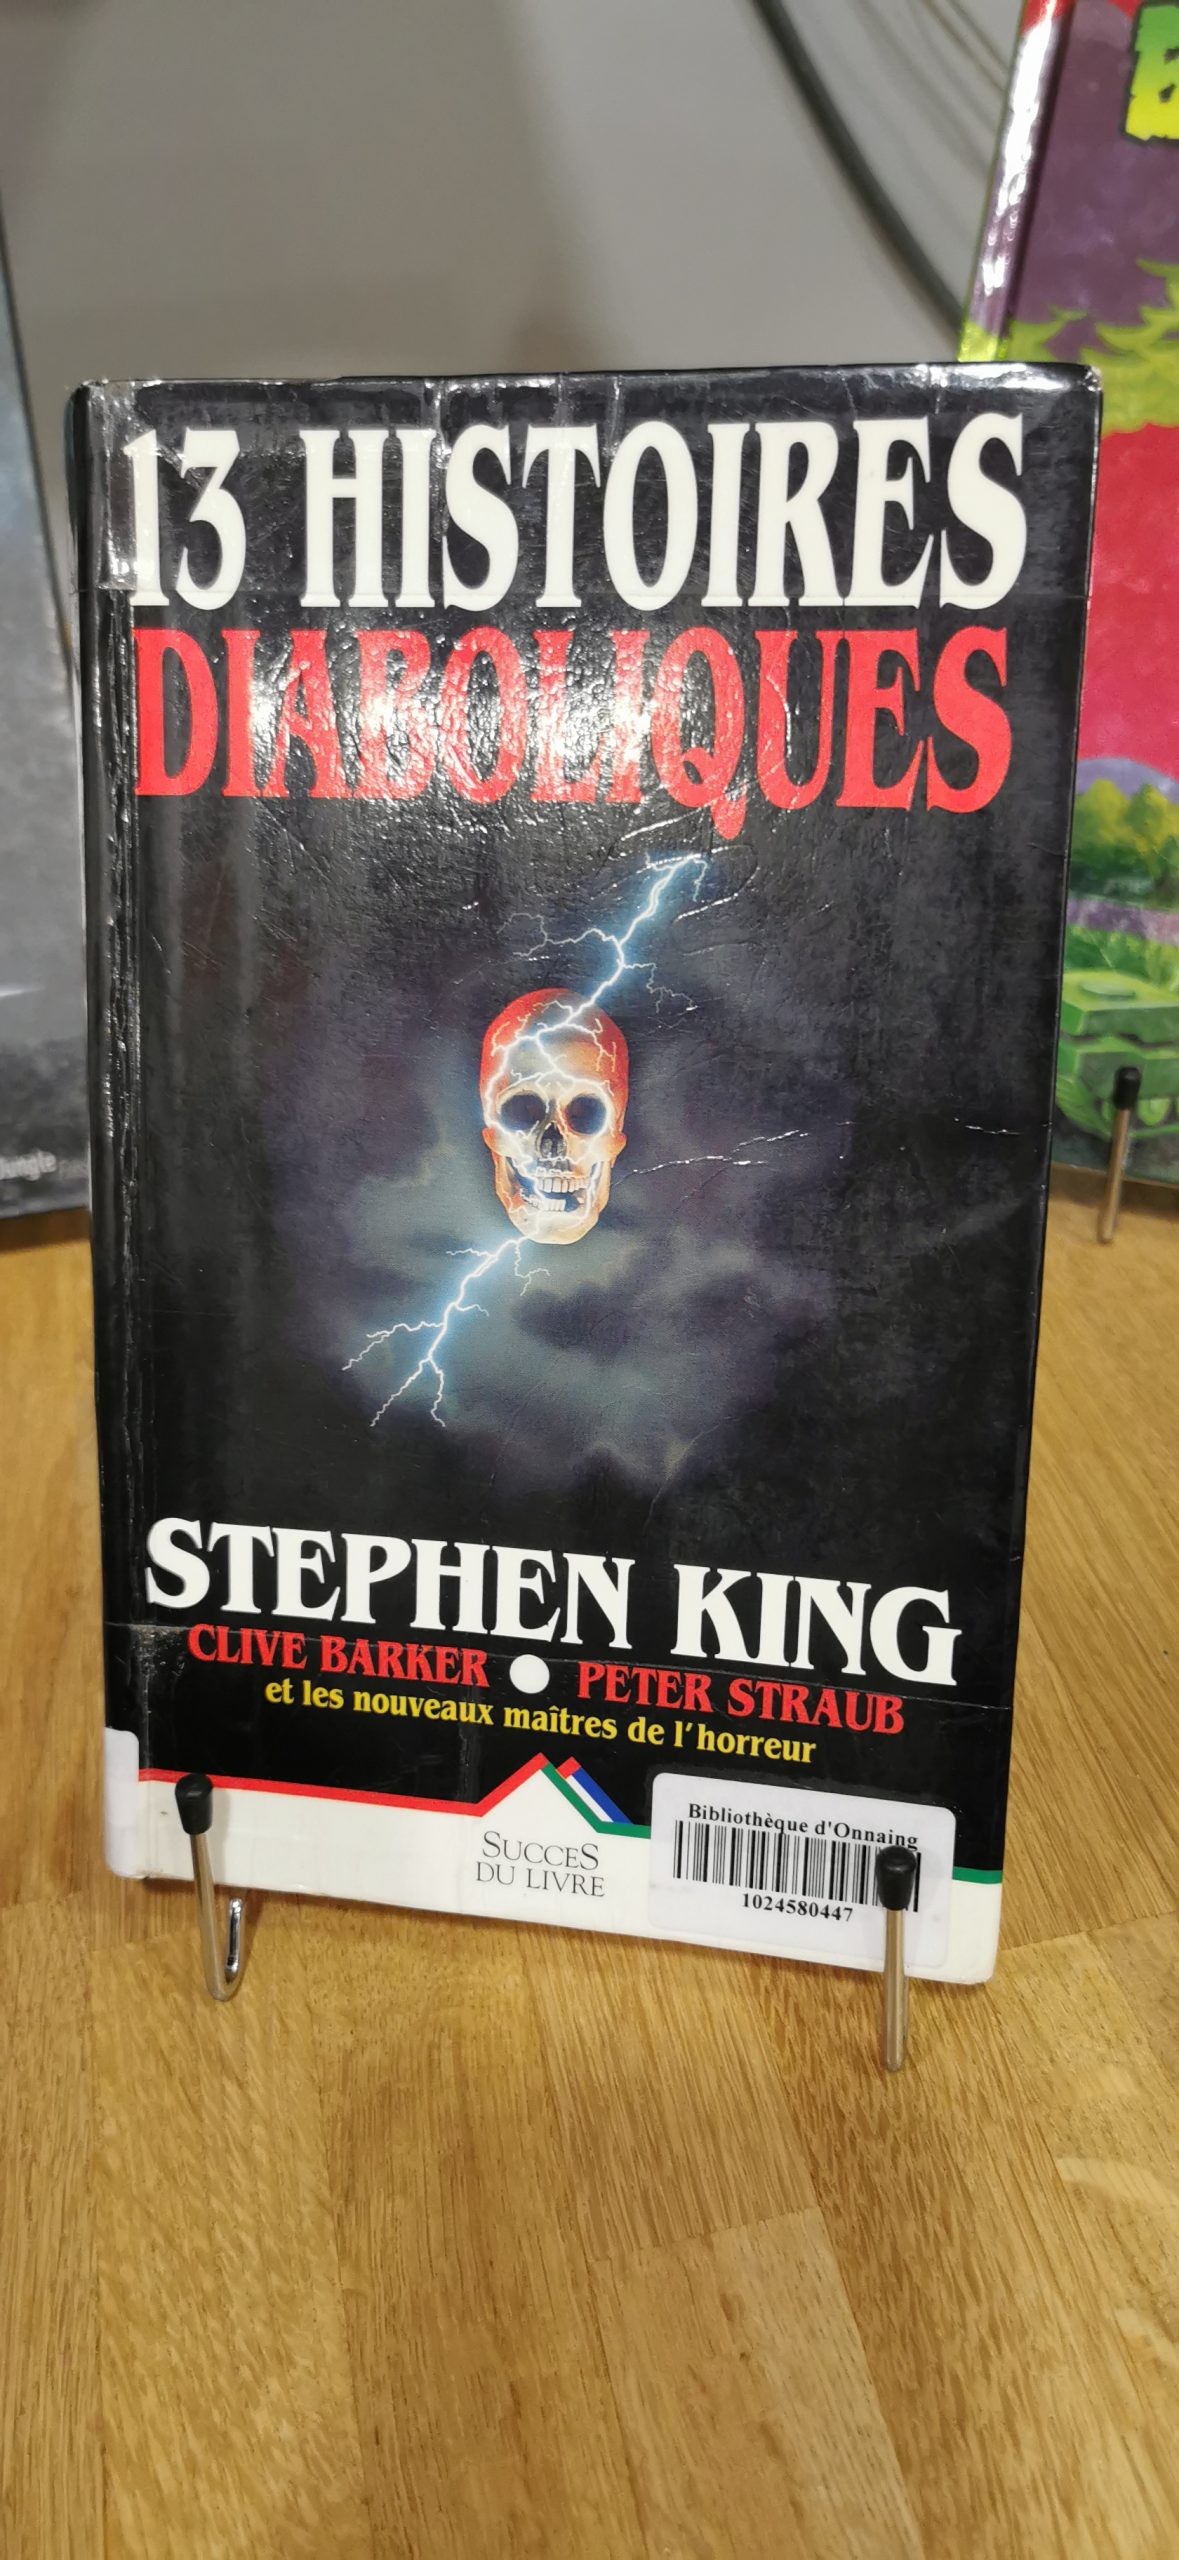 13 HISTOIRES
DIABOLIQUES
STEPHEN KING
CLIVE BARKER • PETER STRAUB
et les nouveaux maîtres de l'horreur
SUCCES
DU LIVRE
Bibliothèque d'Onnaing
1024580447
Jungle